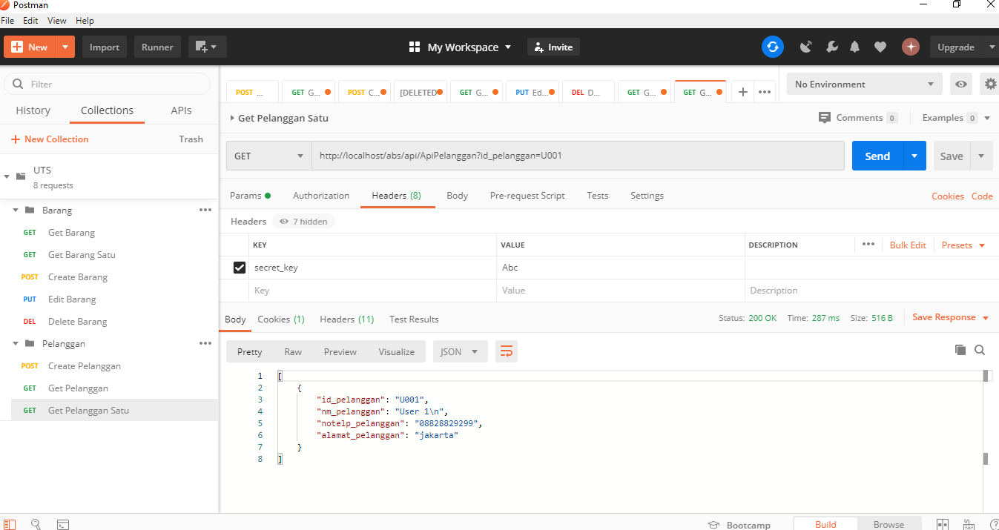 Postman
File Edit View Help
New Import Runner My Workspace Invite Upgrade
Filter
History Collections APIs
New Collection Trash
UTS
8 requests
Barang
GET Get Barang
GET Get Barang Satu
POST Create Barang
PUT Edit Barang
DEL Delete Barang
Pelanggan
POST Create Pelanggan
GET Get Pelanggan
GET Get Pelanggan Satu
POST ... GET G... POST C... [DELETED GET G... PUT Ed... DEL D... GET G... GET G... No Environment
Get Pelanggan Satu Comments 0 Examples 0
GET http://localhost/abs/api/ApiPelanggan?id_pelanggan=U001 Send Save
Params Authorization Headers (8) Body Pre-request Script Tests Settings Cookies Code
Headers 7 hidden
KEY VALUE DESCRIPTION Bulk Edit Presets
secret_key Abc
Key Value Description
Body Cookies (1) Headers (11) Test Results Status: 200 OK Time: 287 ms Size: 516 B Save Response
Pretty Raw Preview Visualize JSON
1 [
2 {
3 "id_pelanggan": "U001",
4 "nm_pelanggan": "User 1\n",
5 "notelp_pelanggan": "08828829299",
6 "alamat_pelanggan": "jakarta"
7 }
8 ]
Bootcamp Build Browse